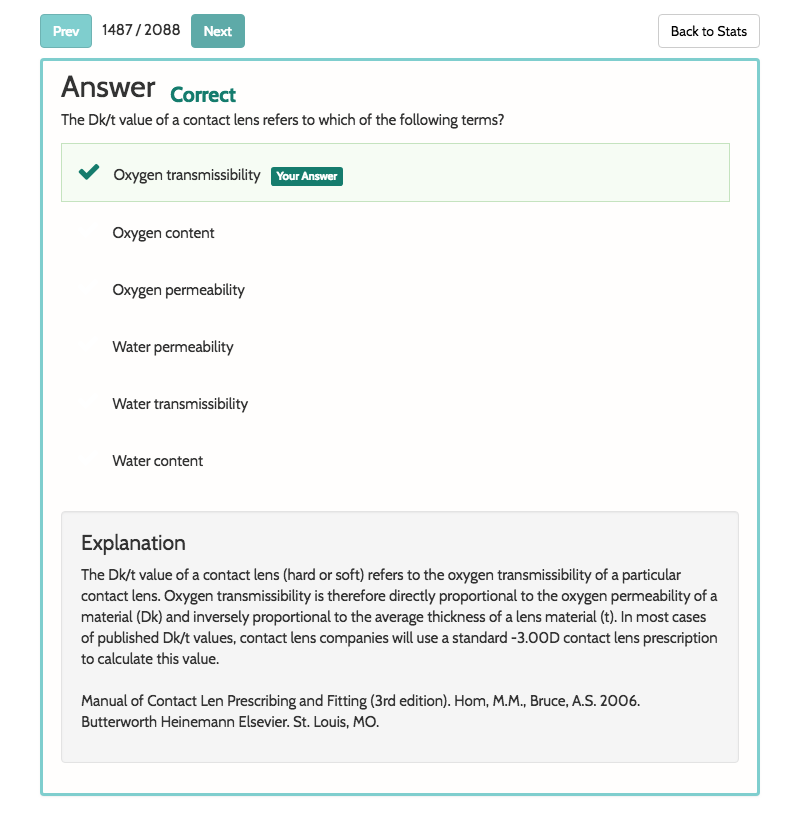 Prev 1487 / 2088 Next Back to Stats
Answer Correct
The Dk/t value of a contact lens refers to which of the following terms?
Oxygen transmissibility Your Answer
Oxygen content
Oxygen permeability
Water permeability
Water transmissibility
Water content
Explanation
The Dk/t value of a contact lens (hard or soft) refers to the oxygen transmissibility of a particular
contact lens. Oxygen transmissibility is therefore directly proportional to the oxygen permeability of a
material (Dk) and inversely proportional to the average thickness of a lens material (t). In most cases
of published Dk/t values, contact lens companies will use a standard -3.00D contact lens prescription
to calculate this value.
Manual of Contact Len Prescribing and Fitting (3rd edition). Hom, M.M., Bruce, A.S. 2006.
Butterworth Heinemann Elsevier. St. Louis, MO.